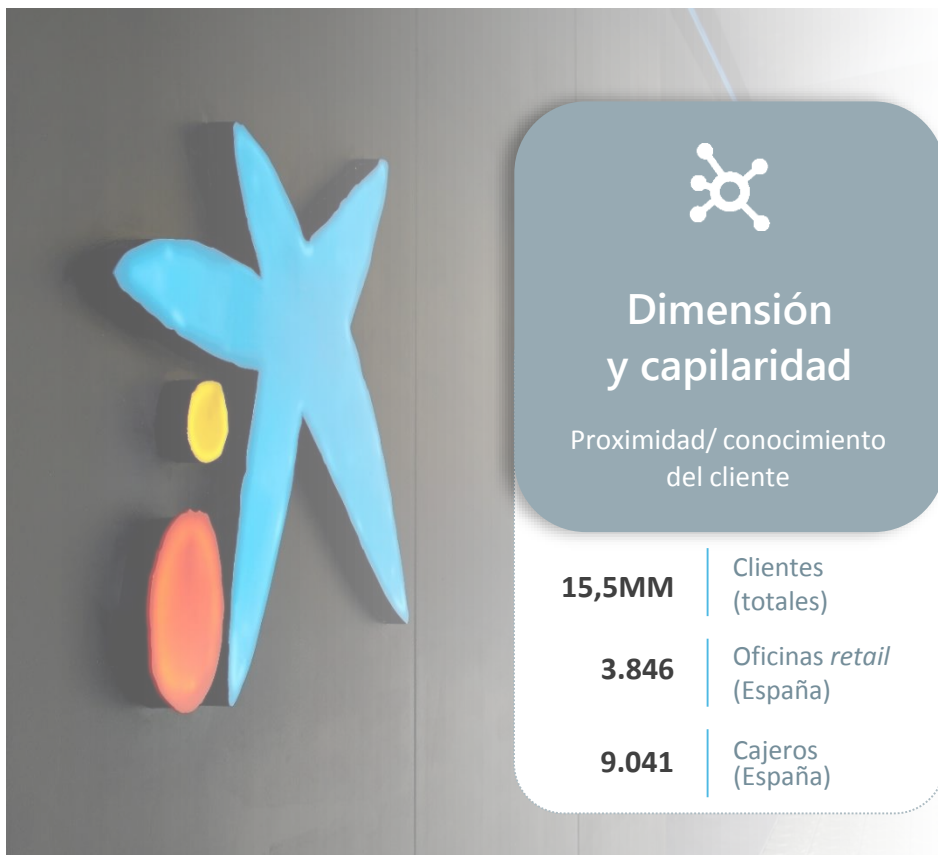 Dimensión
y capilaridad
Proximidad/ conocimiento
del cliente
15,5MM
Clientes
(totales)
3.846
Oficinas retail
(España)
9.041
Cajeros
(España)